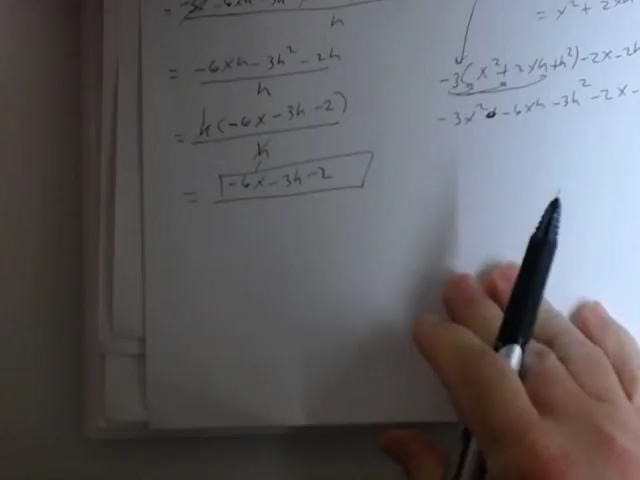 h
= -6xh-3h²-2h
h
= h(-6x-3h-2)
h
= -6x-3h-2
= x²+2xh
-3(x²+2xh+h²)-2x-2h
-3x² -6xh -3h² -2x-